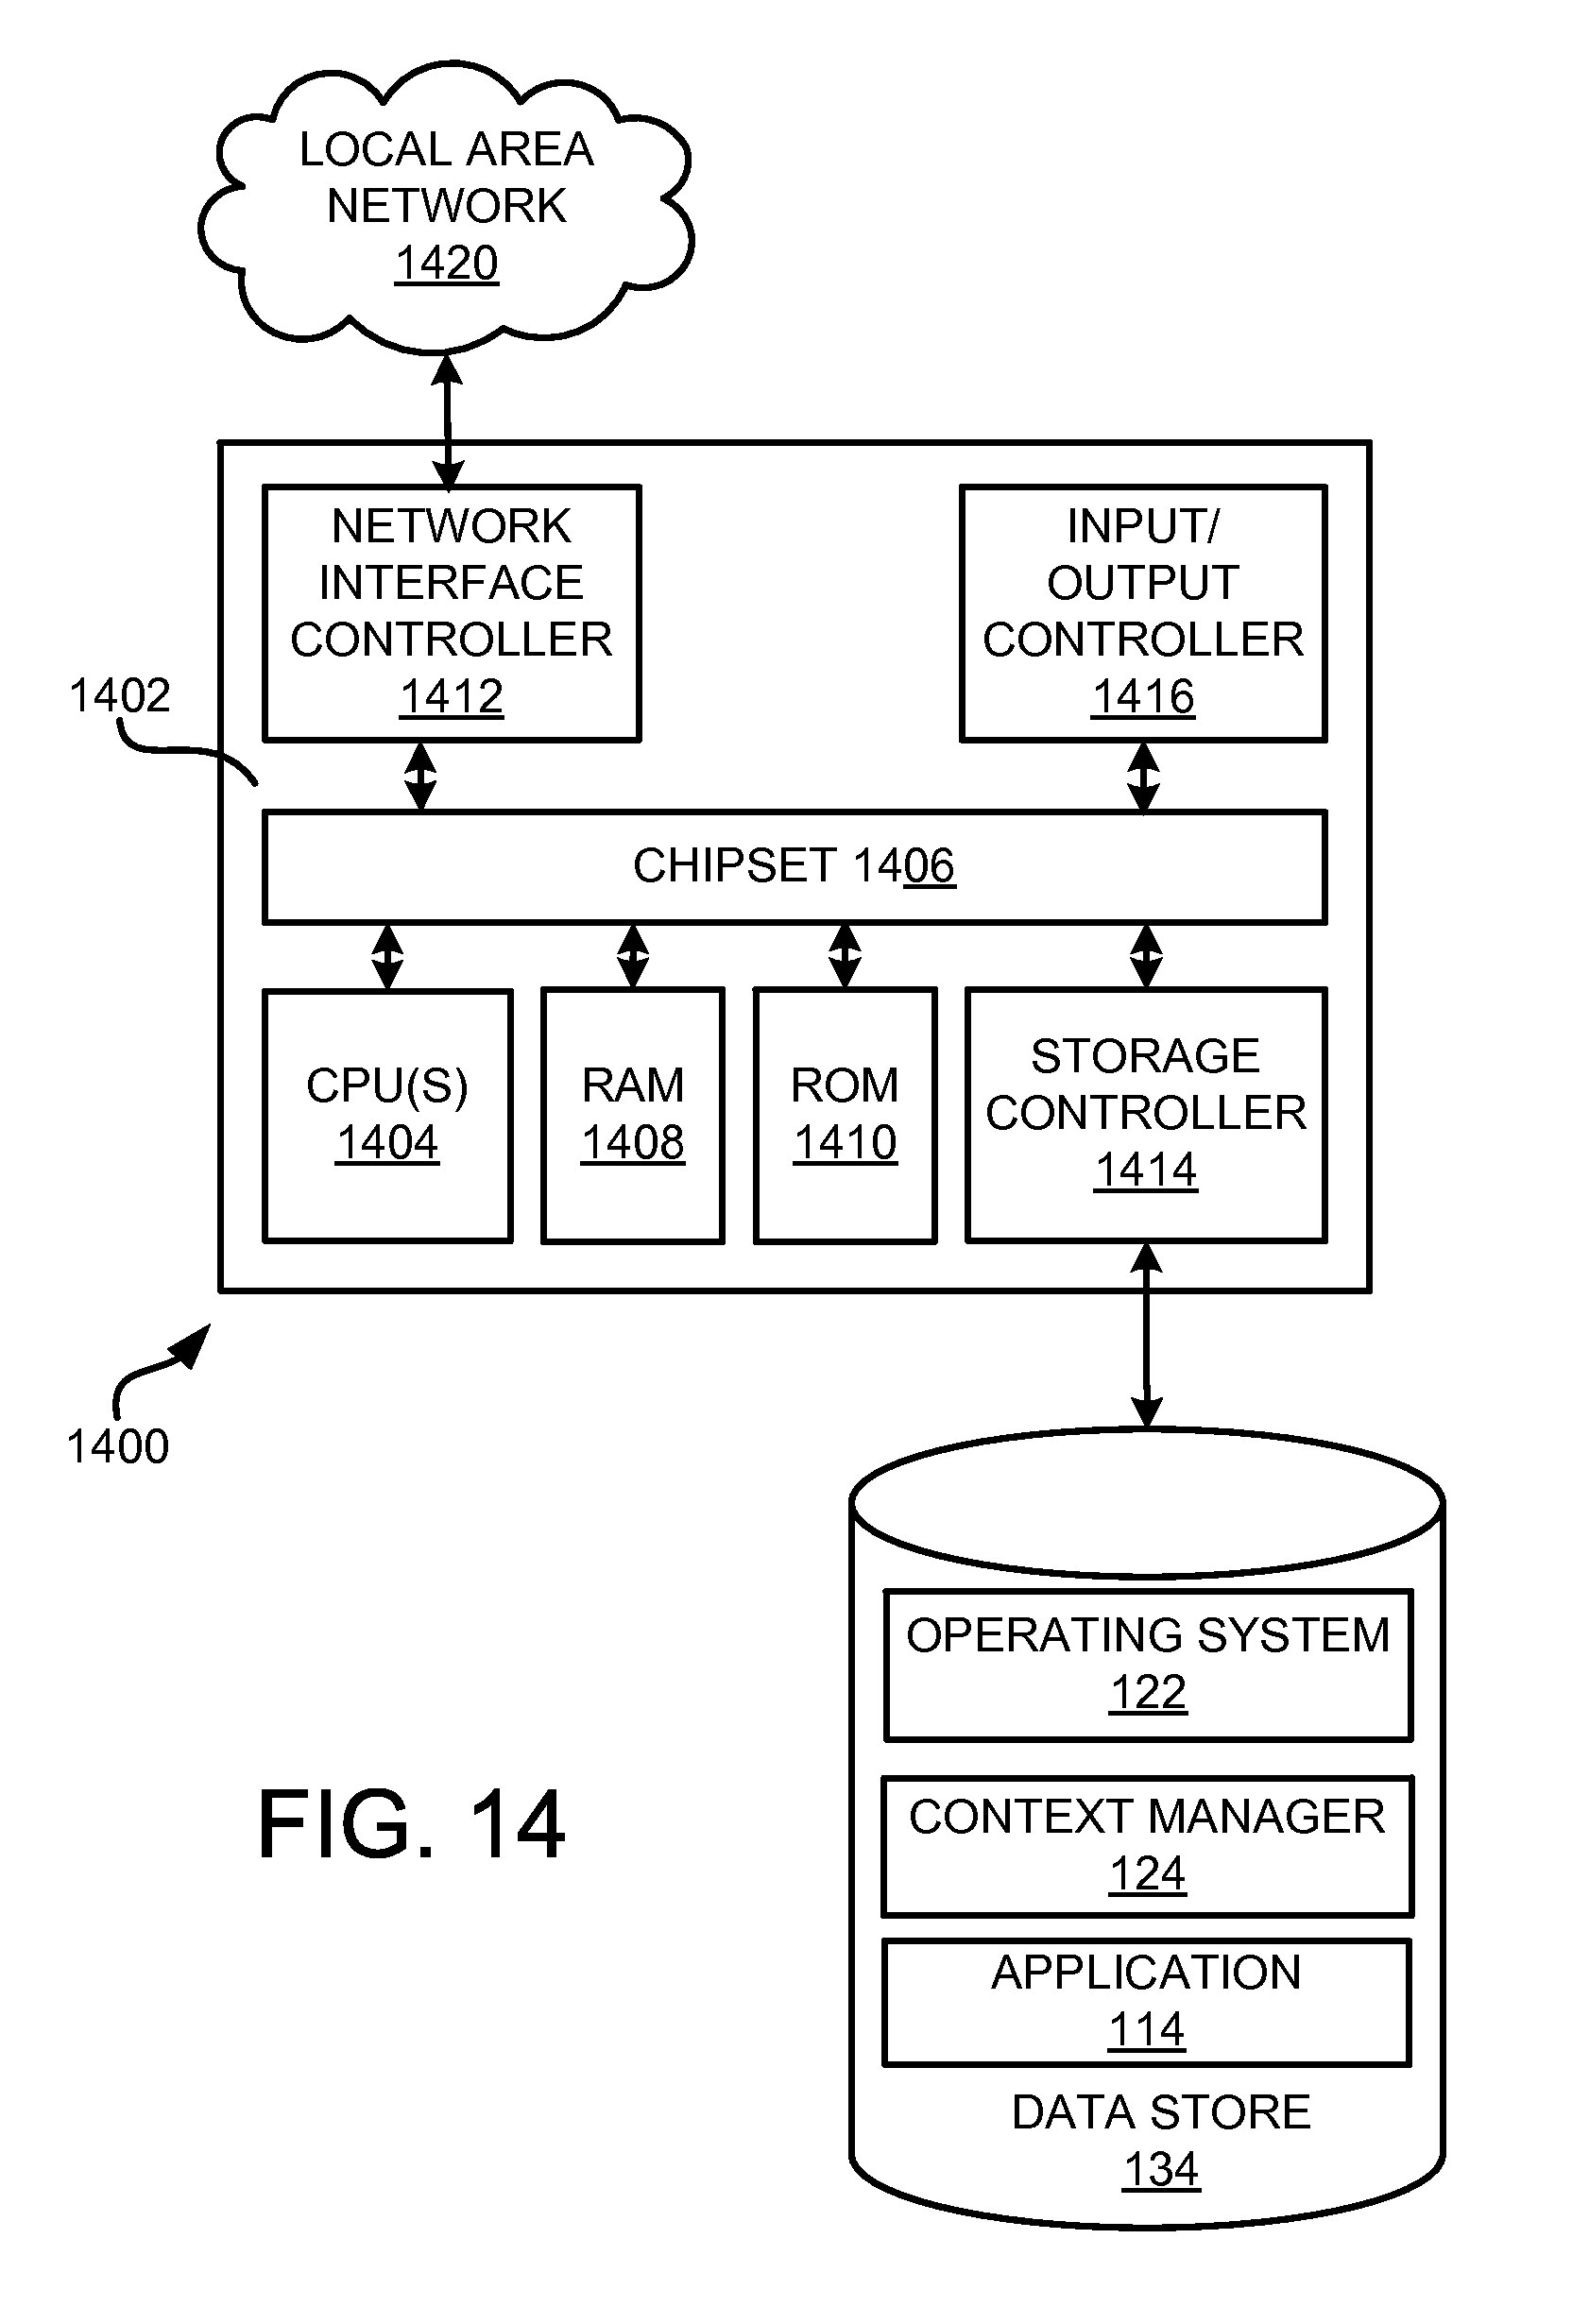 LOCAL AREA
NETWORK
1420
NETWORK
INTERFACE
CONTROLLER
1412
INPUT/
OUTPUT
CONTROLLER
1416
1402
CHIPSET 1406
CPU(S)
1404
RAM
1408
ROM
1410
STORAGE
CONTROLLER
1414
1400
OPERATING SYSTEM
122
CONTEXT MANAGER
124
APPLICATION
114
DATA STORE
134
FIG. 14